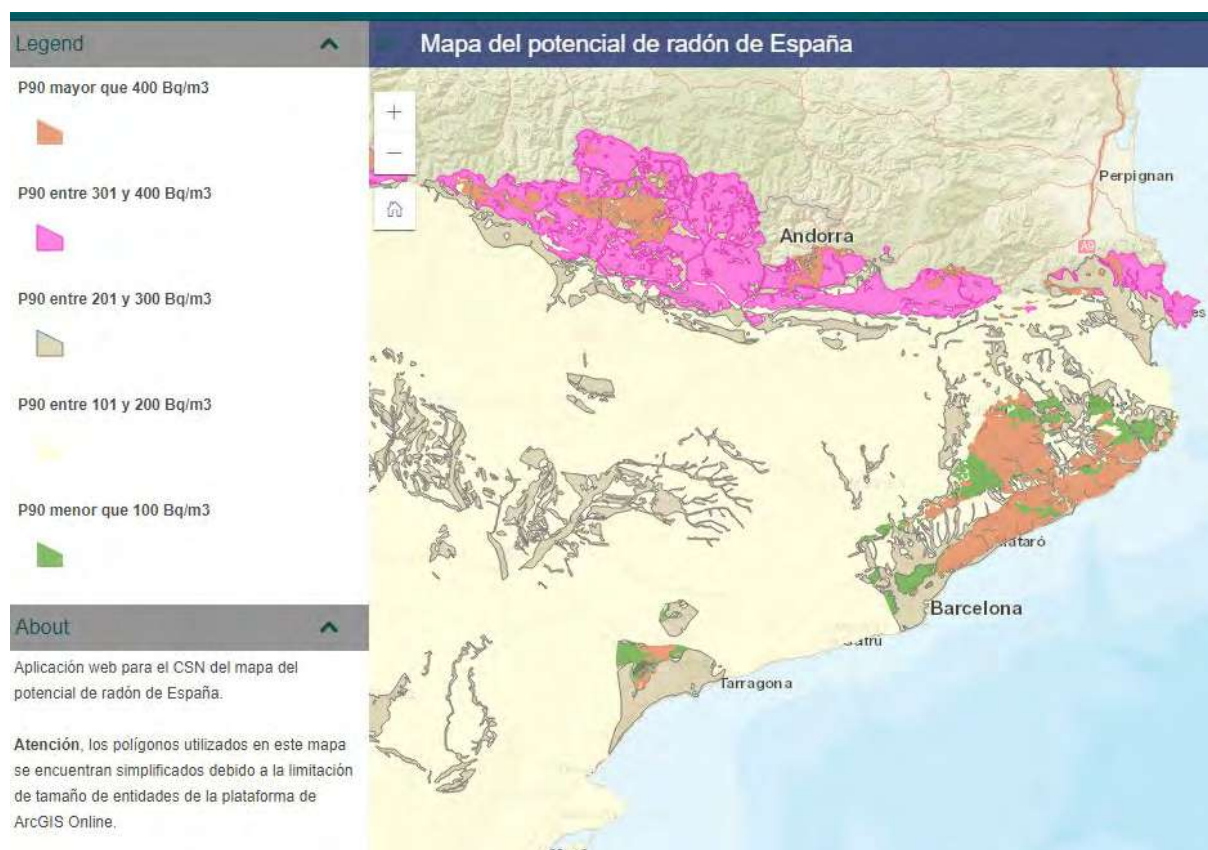 Legend
P90 mayor que 400 Bq/m3
P90 entre 301 y 400 Bq/m3
P90 entre 201 y 300 Bq/m3
P90 entre 101 y 200 Bq/m3
P90 menor que 100 Bq/m3
About
Aplicación web para el CSN del mapa del
potencial de radón de España.
Atención, los polígonos utilizados en este mapa
se encuentran simplificados debido a la limitación
de tamaño de entidades de la plataforma de
ArcGIS Online.
Mapa del potencial de radón de España
+
−
Perpignan
Andorra
A9
es
ataró
Barcelona
Tarragona